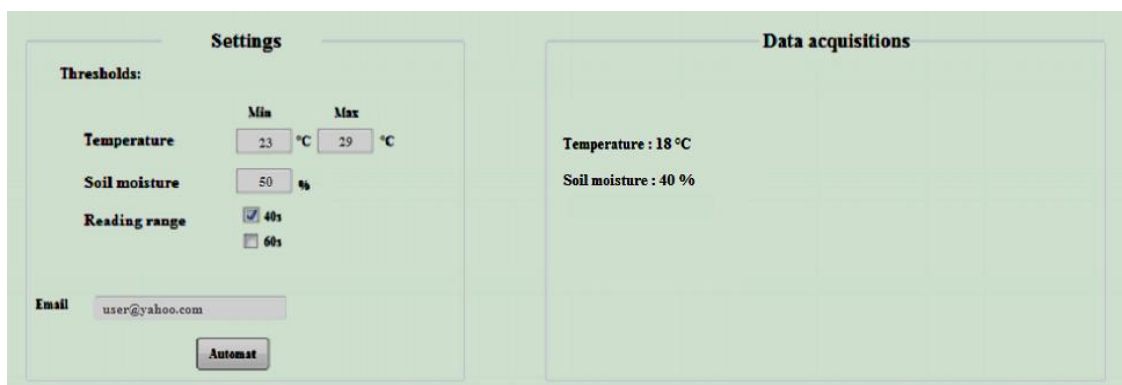 Settings
Thresholds:
Min Max
Temperature 23 °C 29 °C
Soil moisture 50 %
Reading range 40s
60s
Email user@yahoo.com
Automat
Data acquisitions
Temperature : 18 °C
Soil moisture : 40 %